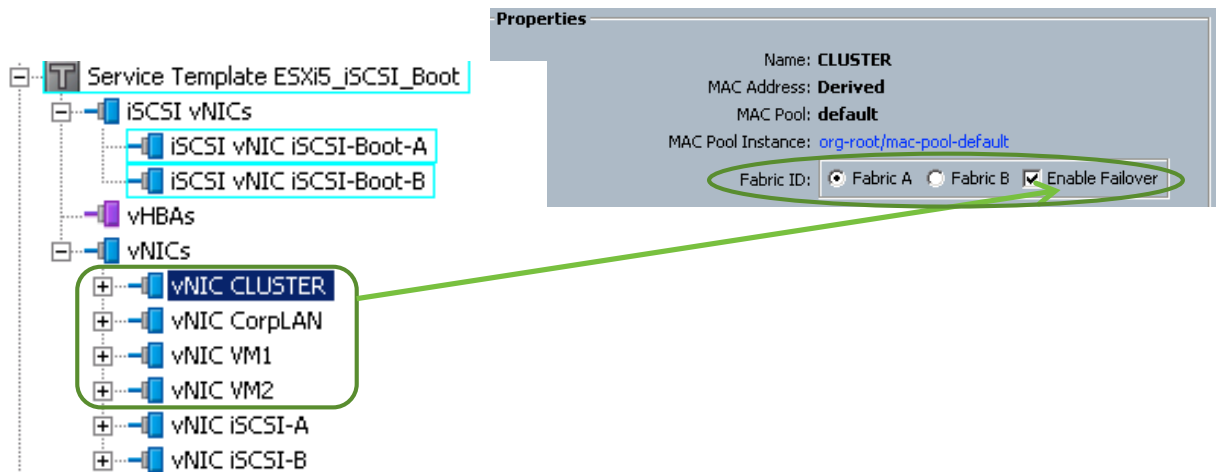 Properties
Name: CLUSTER
MAC Address: Derived
MAC Pool: default
MAC Pool Instance: org-root/mac-pool-default
Fabric ID: Fabric A Fabric B Enable Failover
Service Template ESXi5_iSCSI_Boot
iSCSI vNICs
iSCSI vNIC iSCSI-Boot-A
iSCSI vNIC iSCSI-Boot-B
vHBAs
vNICs
vNIC CLUSTER
vNIC CorpLAN
vNIC VM1
vNIC VM2
vNIC iSCSI-A
vNIC iSCSI-B